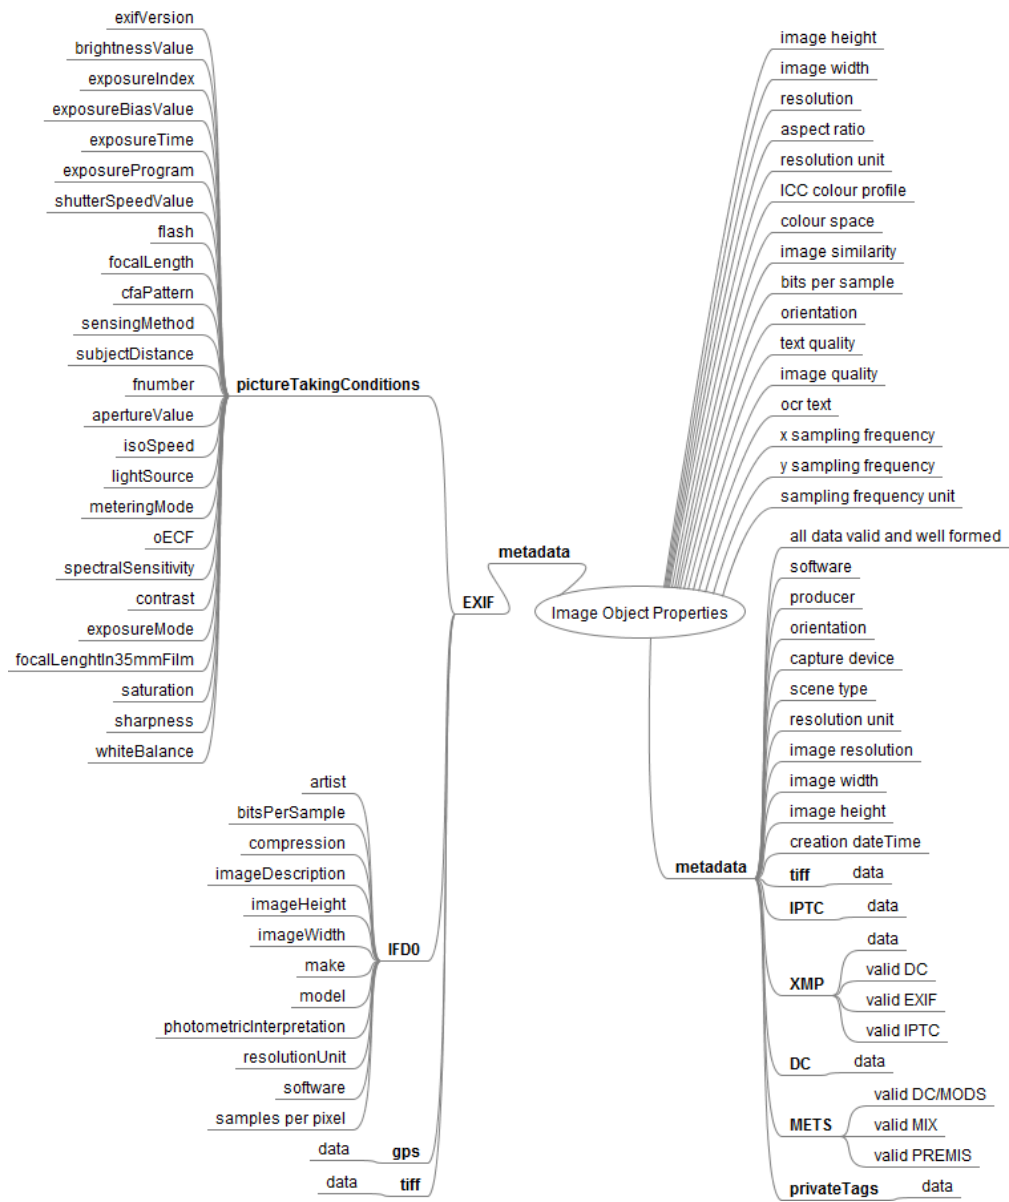 exifVersion
brightnessValue
exposureIndex
exposureBiasValue
exposureTime
exposureProgram
shutterSpeedValue
flash
focalLength
cfaPattern
sensingMethod
subjectDistance
fnumber
apertureValue
isoSpeed
lightSource
meteringMode
oECF
spectralSensitivity
contrast
exposureMode
focalLenghtIn35mmFilm
saturation
sharpness
whiteBalance
pictureTakingConditions
artist
bitsPerSample
compression
imageDescription
imageHeight
imageWidth
make
model
photometricInterpretation
resolutionUnit
software
samples per pixel
IFD0
data gps
data tiff
EXIF
metadata
Image Object Properties
image height
image width
resolution
aspect ratio
resolution unit
ICC colour profile
colour space
image similarity
bits per sample
orientation
text quality
image quality
ocr text
x sampling frequency
y sampling frequency
sampling frequency unit
metadata
all data valid and well formed
software
producer
orientation
capture device
scene type
resolution unit
image resolution
image width
image height
creation dateTime
tiff data
IPTC data
XMP
data
valid DC
valid EXIF
valid IPTC
DC data
METS
valid DC/MODS
valid MIX
valid PREMIS
privateTags data